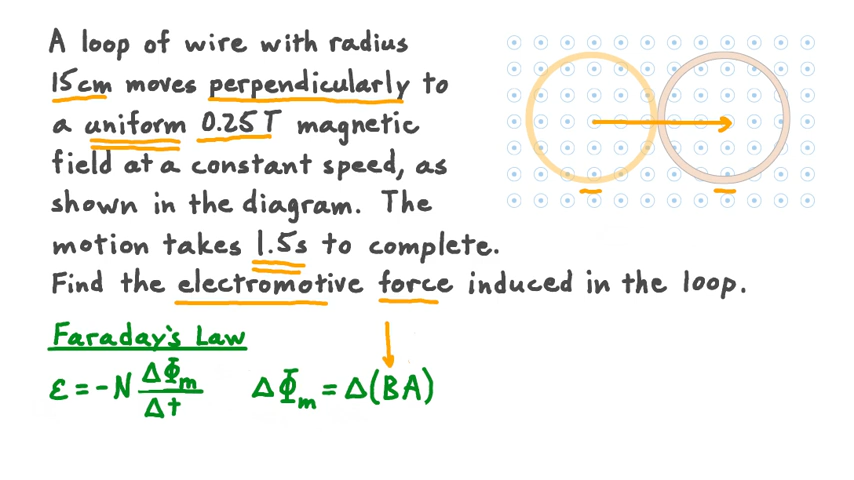 A loop of wire with radius
15cm moves perpendicularly to
a uniform 0.25T magnetic
field at a constant speed, as
shown in the diagram. The
motion takes 1.5s to complete.
Find the electromotive force induced in the loop.
Faraday's Law
ε = -N ΔΦm/Δt    ΔΦm = Δ(BA)